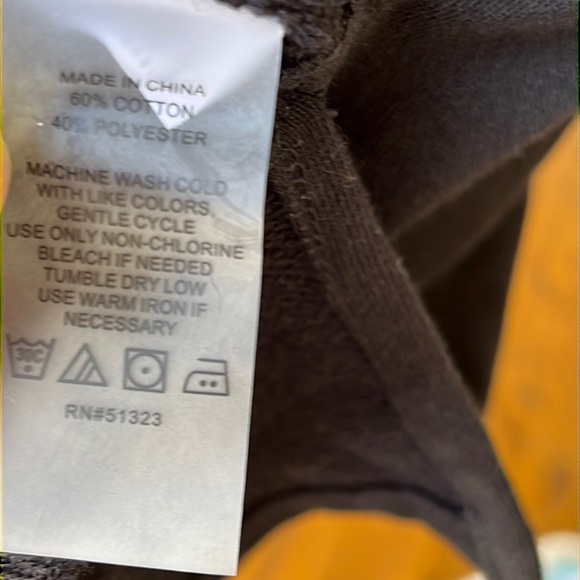 MADE IN CHINA
60% COTTON
40% POLYESTER
MACHINE WASH COLD
WITH LIKE COLORS,
GENTLE CYCLE
USE ONLY NON-CHLORINE
BLEACH IF NEEDED
TUMBLE DRY LOW
USE WARM IRON IF
NECESSARY
30C
RN#51323